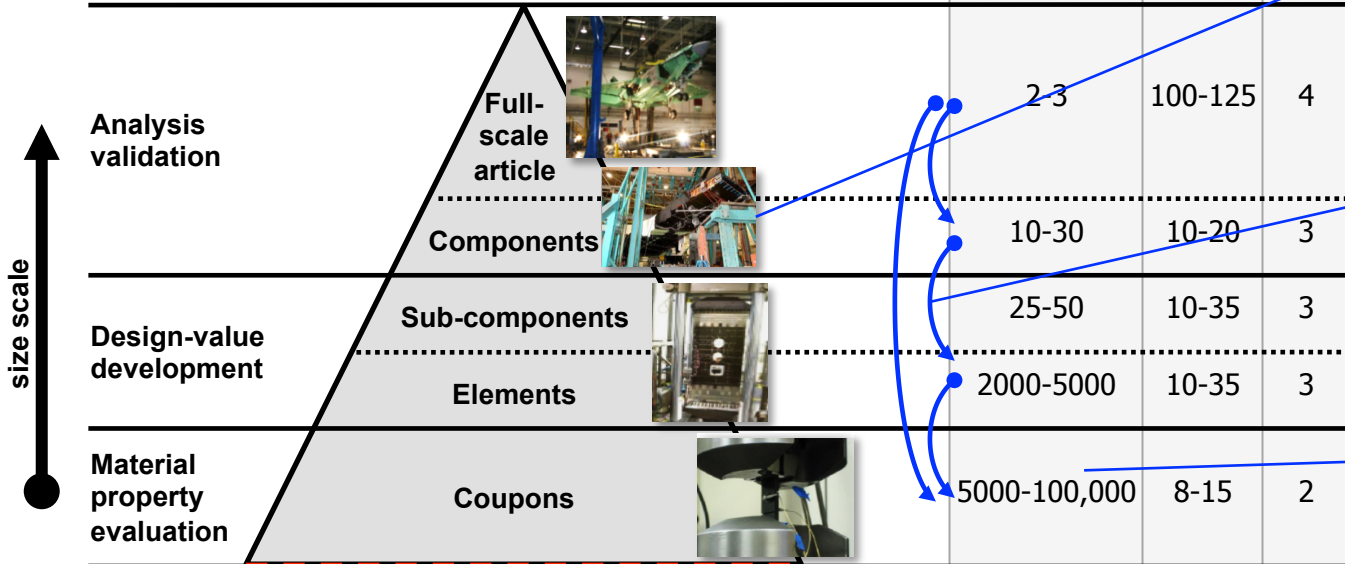 Analysis
validation
Full-
scale
article
2-3 100-125 4
Components
10-30 10-20 3
size scale
Design-value
development
Sub-components
25-50 10-35 3
Elements
2000-5000 10-35 3
Material
property
evaluation
Coupons
5000-100,000 8-15 2